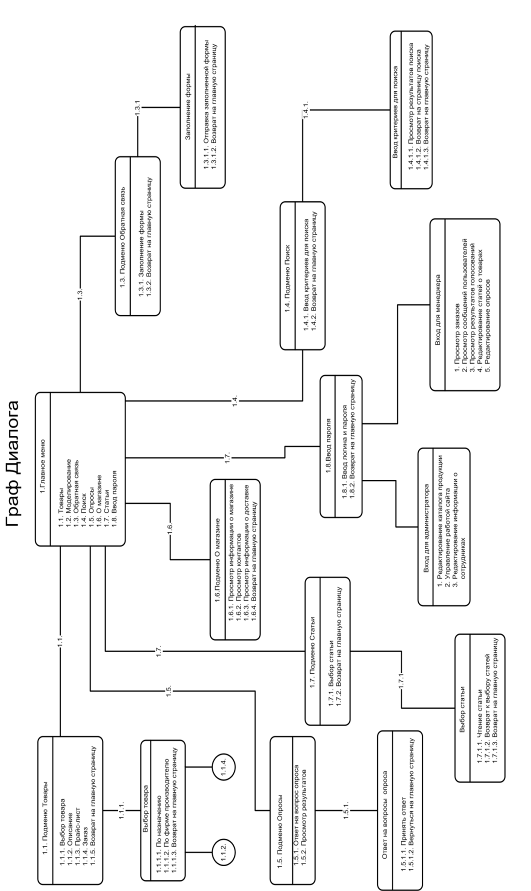 Граф Диалога
1.Главное меню
1.1. Товары
1.2. Моделирование
1.3. Обратная связь
1.4. Поиск
1.5. Опросы
1.6. О магазине
1.7. Статьи
1.8. Ввод пароля
1.1.
1.5.
1.7.
1.6.
1.7.
1.4.
1.3.
1.1. Подменю Товары
1.1.1. Выбор товара
1.1.2. Описание
1.1.3. Прайс-лист
1.1.4. Заказ
1.1.5. Возврат на главную страницу
1.1.1.
Выбор товара
1.1.1.1. По назначению
1.1.1.2. По фирме производителю
1.1.1.3. Возврат на главную страницу
1.1.2.
1.1.4.
1.5. Подменю Опросы
1.5.1. Ответ на вопрос опроса
1.5.2. Просмотр результатов
1.5.1.
Ответ на вопросы опроса
1.5.1.1. Принять ответ
1.5.1.2. Вернуться на главную страницу
1.7. Подменю Статьи
1.7.1. Выбор статьи
1.7.2. Возврат на главную страницу
1.7.1
Выбор статьи
1.7.1.1. Чтение статьи
1.7.1.2. Возврат к выбору статей
1.7.1.3. Возврат на главную страницу
1.6.Подменю О магазине
1.6.1. Просмотр информации о магазине
1.6.2. Просмотр контактов
1.6.3. Просмотр информации о доставке
1.6.4. Возврат на главную страницу
1.8.Ввод пароля
1.8.1. Ввод логина и пароля
1.8.2. Возврат на главную страницу
Вход для администратора
1. Редактирование каталога продукции
2. Управление работой сайта
3. Редактирование информации о
сотрудниках
Вход для менеджера
1. Просмотр заказов
2. Просмотр сообщений пользователей
3. Просмотр результатов голосований
4. Редактирование статей о товарах
5. Редактирование опросов
1.4. Подменю Поиск
1.4.1. Ввод критериев для поиска
1.4.2. Возврат на главную страницу
1.4.1.
Ввод критериев для поиска
1.4.1.1. Просмотр результатов поиска
1.4.1.2. Возврат на страницу поиска
1.4.1.3. Возврат на главную страницу
1.3. Подменю Обратная связь
1.3.1. Заполнение формы
1.3.2. Возврат на главную страницу
1.3.1
Заполнение формы
1.3.1.1. Отправка заполненной формы
1.3.1.2. Возврат на главную страницу